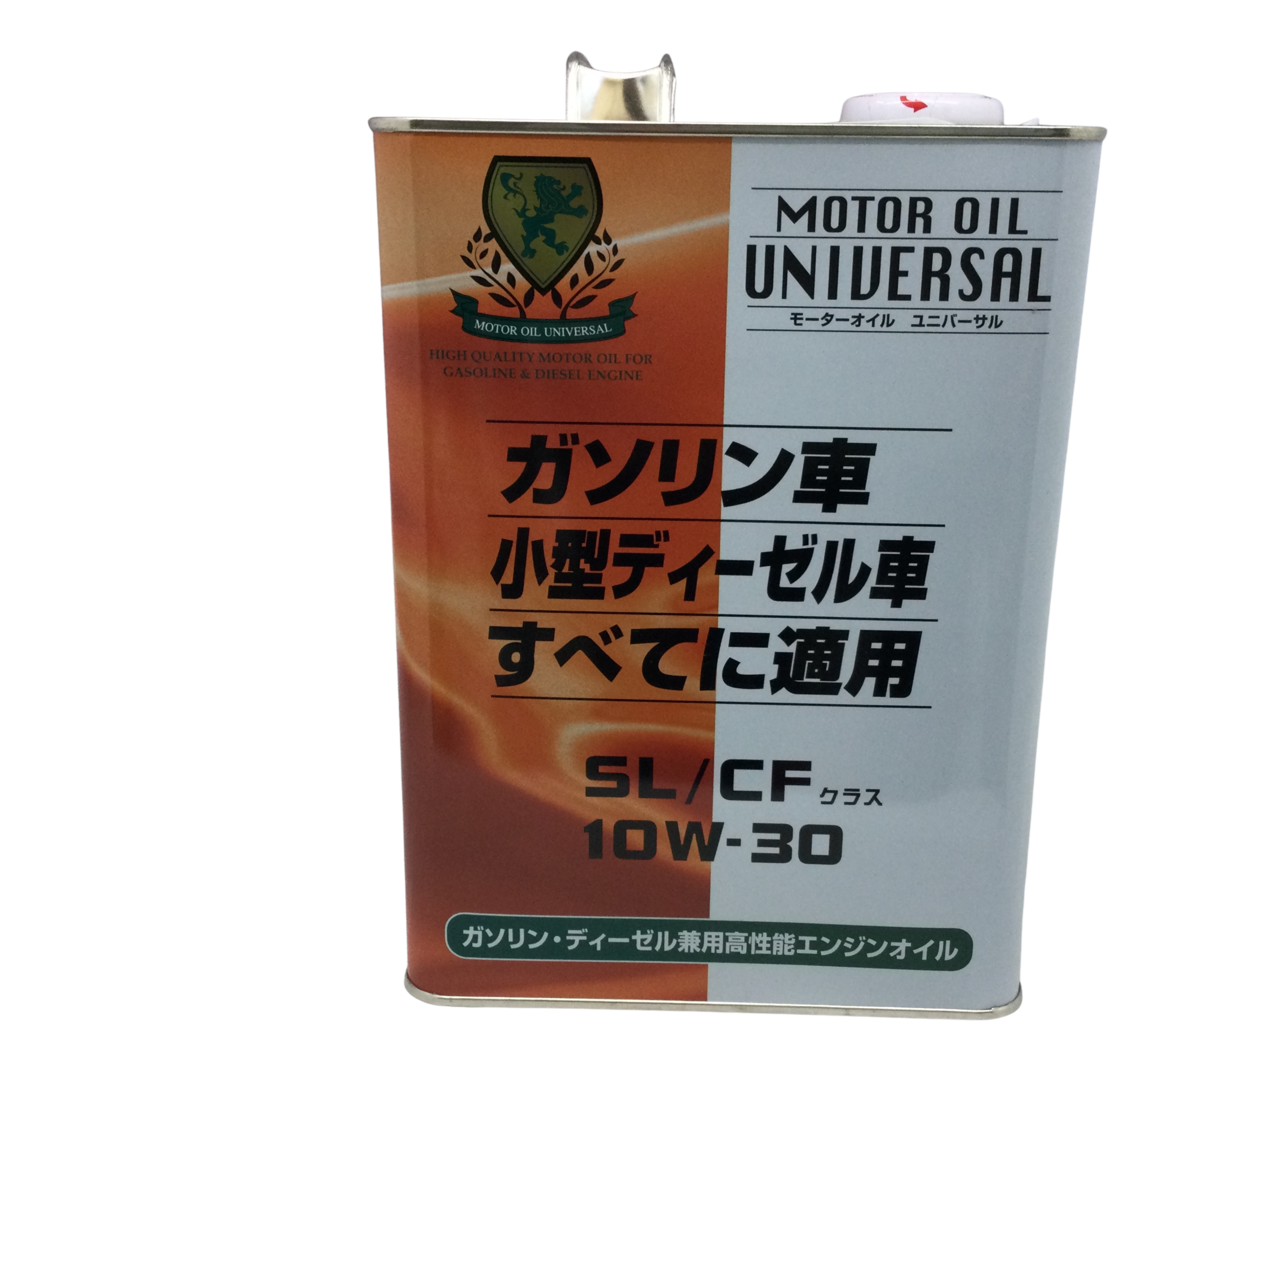 MOTOR OIL UNIVERSAL
HIGH QUALITY MOTOR OIL FOR
GASOLINE & DIESEL ENGINE
MOTOR OIL
UNIVERSAL
モーターオイル ユニバーサル
ガソリン車
小型ディーゼル車
すべてに適用
SL/CF クラス
10W-30
ガソリン・ディーゼル兼用高性能エンジンオイル